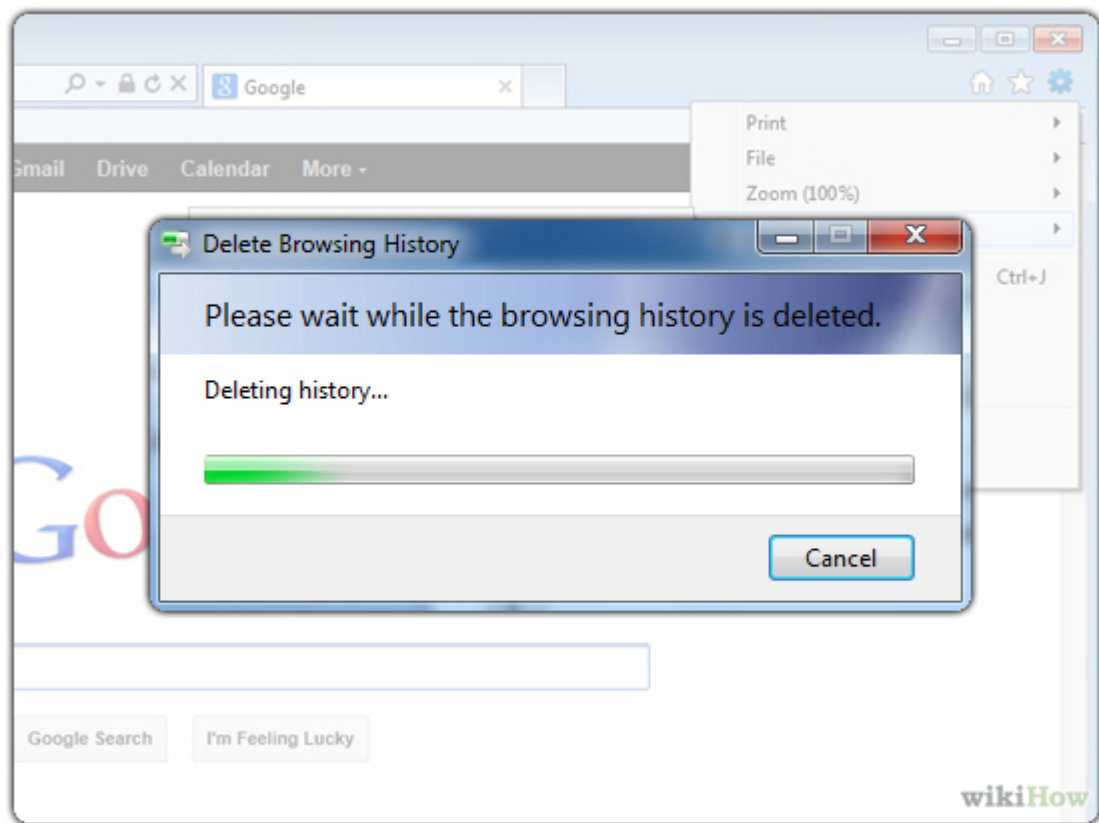 Google
Print
File
Gmail Drive Calendar More
Zoom (100%)
Delete Browsing History
Ctrl+J
Please wait while the browsing history is deleted.
Deleting history...
Go
Cancel
Google Search I'm Feeling Lucky
wikiHow